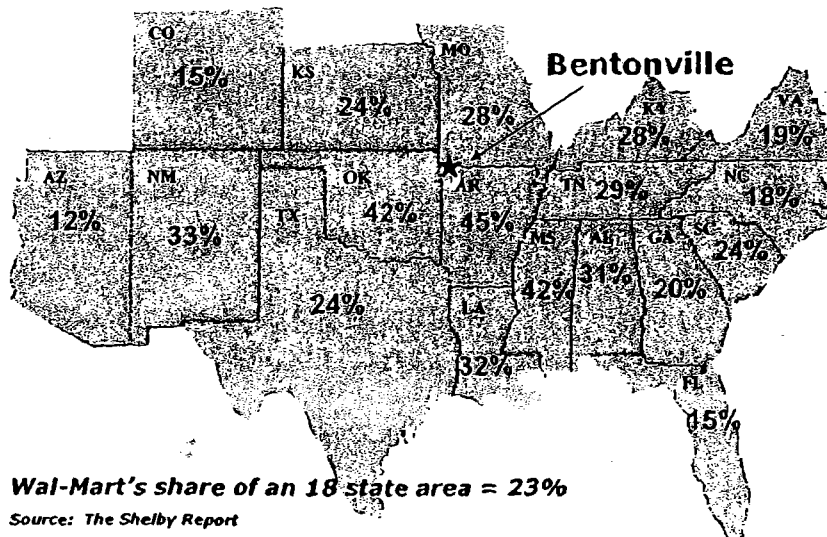 CO
15%
KS
24%
MO
28%
Bentonville
KY
28%
VA
19%
AZ
12%
NM
33%
TX
24%
OK
42%
AR
45%
TN
29%
NC
18%
MS
42%
AL
31%
GA
20%
SC
24%
LA
32%
FL
15%
Wal-Mart's share of an 18 state area = 23%
Source: The Shelby Report